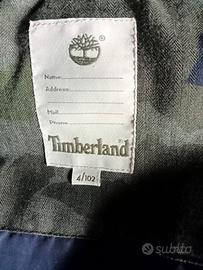 ®
Name
Address
Mail
Phone
Timberland
4/102
subito